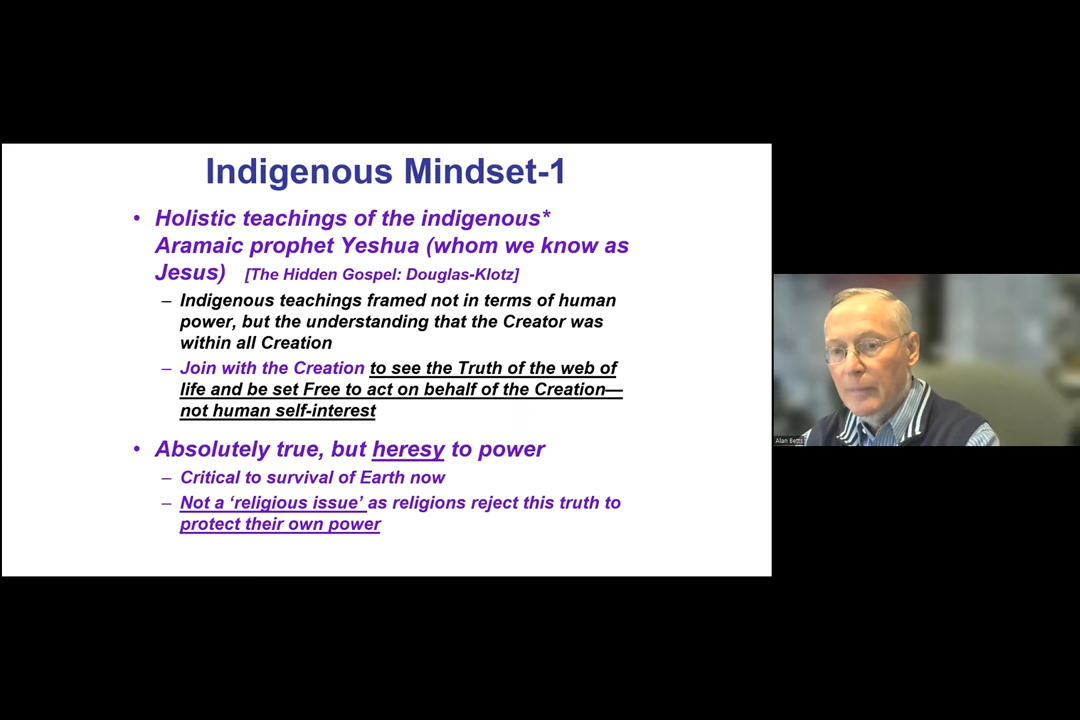 Indigenous Mindset-1
• Holistic teachings of the indigenous*
Aramaic prophet Yeshua (whom we know as
Jesus) [The Hidden Gospel: Douglas-Klotz]
– Indigenous teachings framed not in terms of human
power, but the understanding that the Creator was
within all Creation
– Join with the Creation to see the Truth of the web of
life and be set Free to act on behalf of the Creation—
not human self-interest
• Absolutely true, but heresy to power
– Critical to survival of Earth now
– Not a ‘religious issue’ as religions reject this truth to
protect their own power
Alan Betts